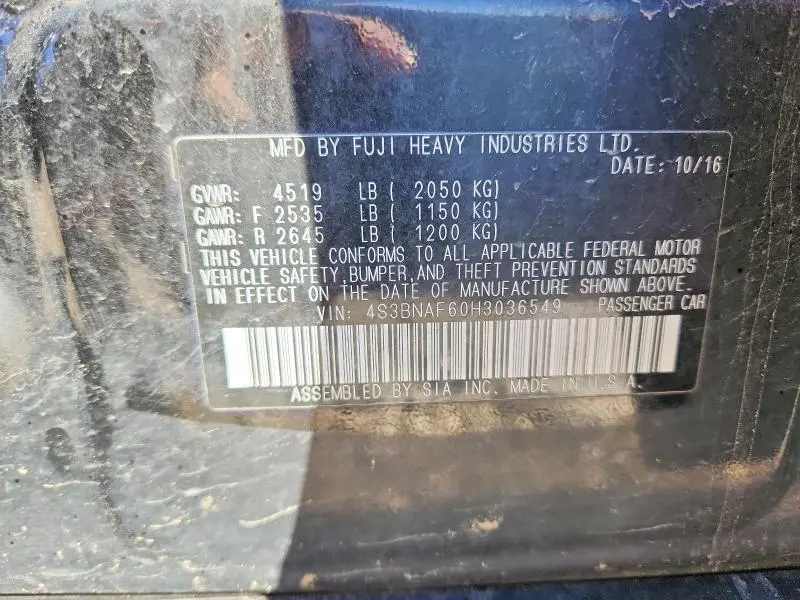 MFD BY FUJI HEAVY INDUSTRIES LTD.
DATE: 10/16
GVWR: 4519 LB ( 2050 KG)
GAWR: F 2535 LB ( 1150 KG)
GAWR: R 2645 LB ( 1200 KG)
THIS VEHICLE CONFORMS TO ALL APPLICABLE FEDERAL MOTOR
VEHICLE SAFETY, BUMPER, AND THEFT PREVENTION STANDARDS
IN EFFECT ON THE DATE OF MANUFACTURE SHOWN ABOVE.
VIN: 4S3BNAF60H3036549 PASSENGER CAR
ASSEMBLED BY SIA INC. MADE IN U.S.A.